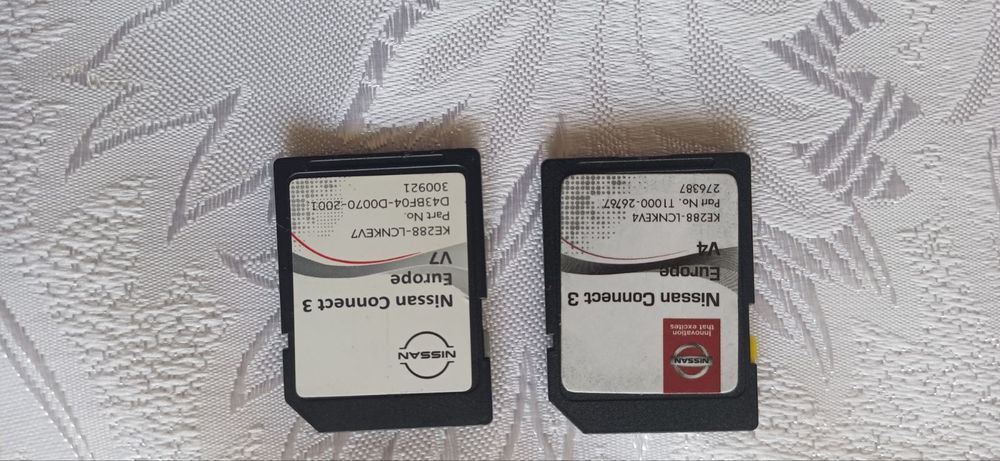 NISSAN
Nissan Connect 3
Europe
V7
KE288-LCNKEV7
Part No.
D43BF04-D0070-2001
300921
NISSAN
Innovation
that excites
Nissan Connect 3
Europe
V4
KE288-LCNKEV4
Part No. T1000-26767
276387